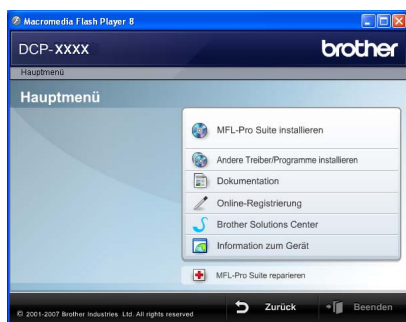 Macromedia Flash Player 8
DCP-XXXX
brother
Hauptmenü
Hauptmenü
MFL-Pro Suite installieren
Andere Treiber/Programme installieren
Dokumentation
Online-Registrierung
Brother Solutions Center
Information zum Gerät
MFL-Pro Suite reparieren
© 2001-2007 Brother Industries Ltd. All rights reserved
Zurück
Beenden